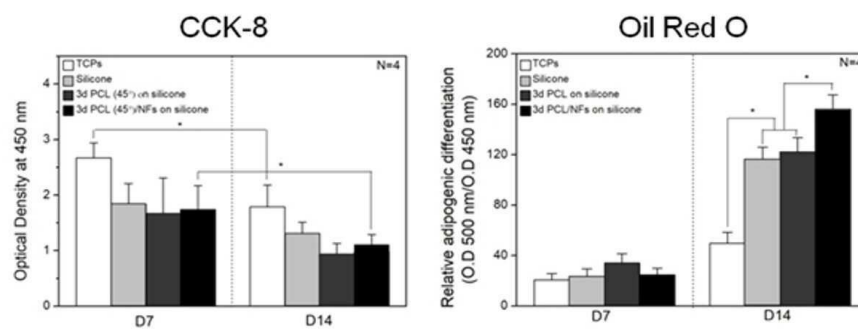 CCK-8
Optical Density at 450 nm
4
3
2
1
0
TCPs
Silicone
3d PCL (45°) on silicone
3d PCL (45°)/NFs on silicone
N=4
*
*
D7
D14
Oil Red O
Relative adipogenic differentiation
(O.D 500 nm/O.D 450 nm)
200
160
120
80
40
0
TCPs
Silicone
3d PCL on silicone
3d PCL/NFs on silicone
N=4
*
*
D7
D14